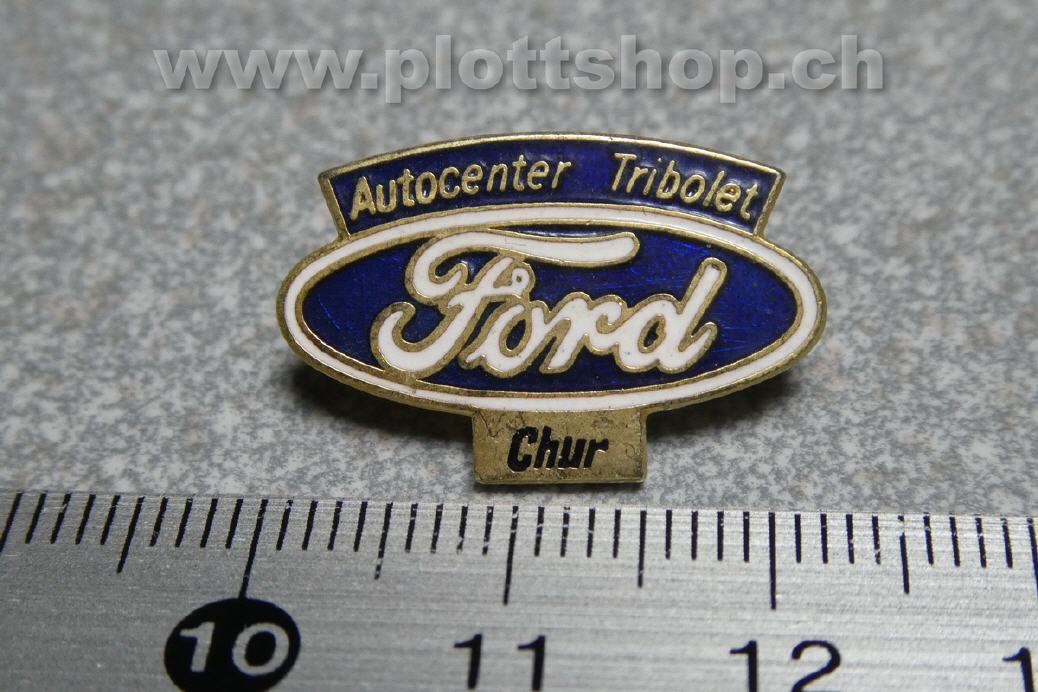 www.plottshop.ch
Autocenter Tribolet
Ford
Chur
10 11 12